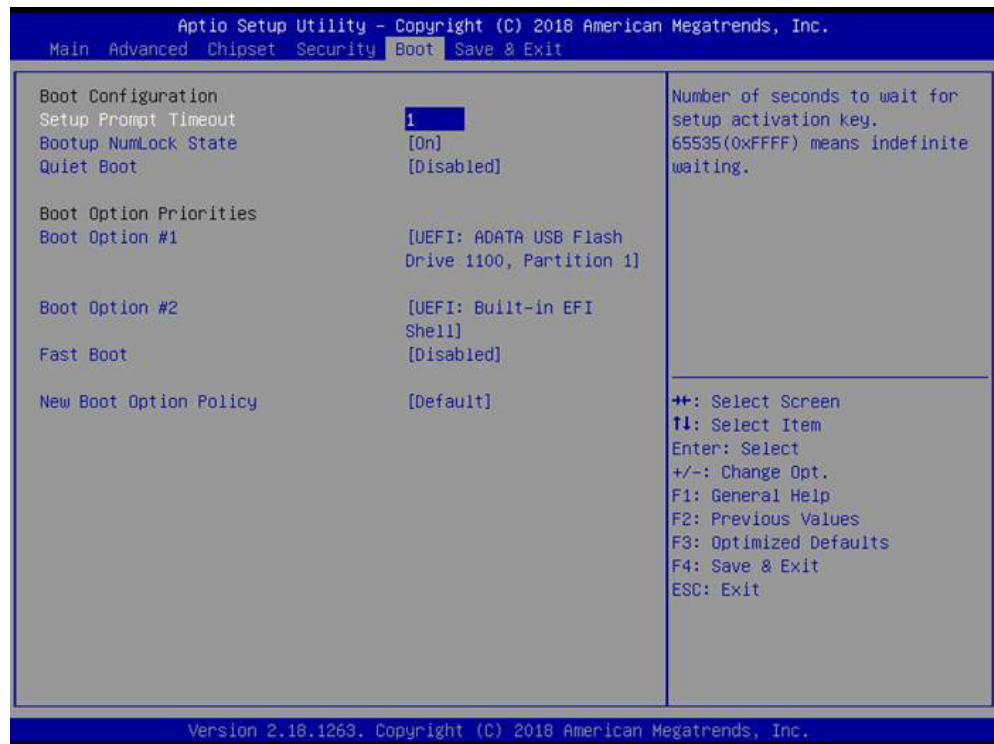 Aptio Setup Utility – Copyright (C) 2018 American Megatrends, Inc.
Main Advanced Chipset Security Boot Save & Exit
Boot Configuration
Setup Prompt Timeout 1
Bootup NumLock State [On]
Quiet Boot [Disabled]
Boot Option Priorities
Boot Option #1 [UEFI: ADATA USB Flash
Drive 1100, Partition 1]
Boot Option #2 [UEFI: Built-in EFI
Shell]
Fast Boot [Disabled]
New Boot Option Policy [Default]
Number of seconds to wait for
setup activation key.
65535(0xFFFF) means indefinite
waiting.
→←: Select Screen
↑↓: Select Item
Enter: Select
+/-: Change Opt.
F1: General Help
F2: Previous Values
F3: Optimized Defaults
F4: Save & Exit
ESC: Exit
Version 2.18.1263. Copyright (C) 2018 American Megatrends, Inc.